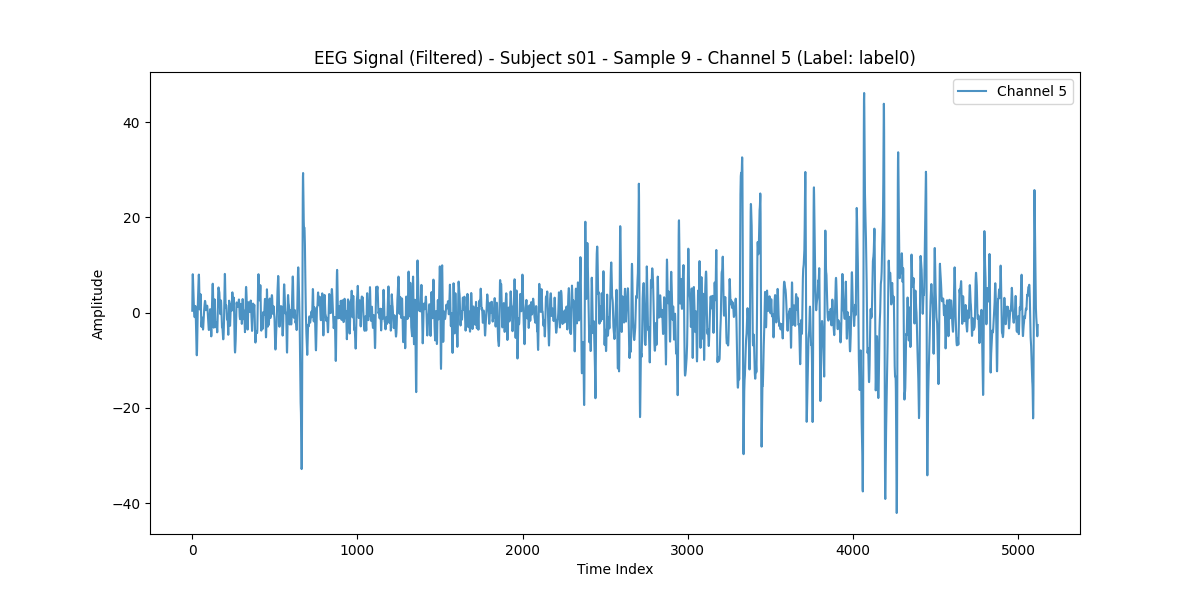 EEG Signal (Filtered) - Subject s01 - Sample 9 - Channel 5 (Label: label0)
Channel 5
Amplitude
40
20
0
−20
−40
0 1000 2000 3000 4000 5000
Time Index